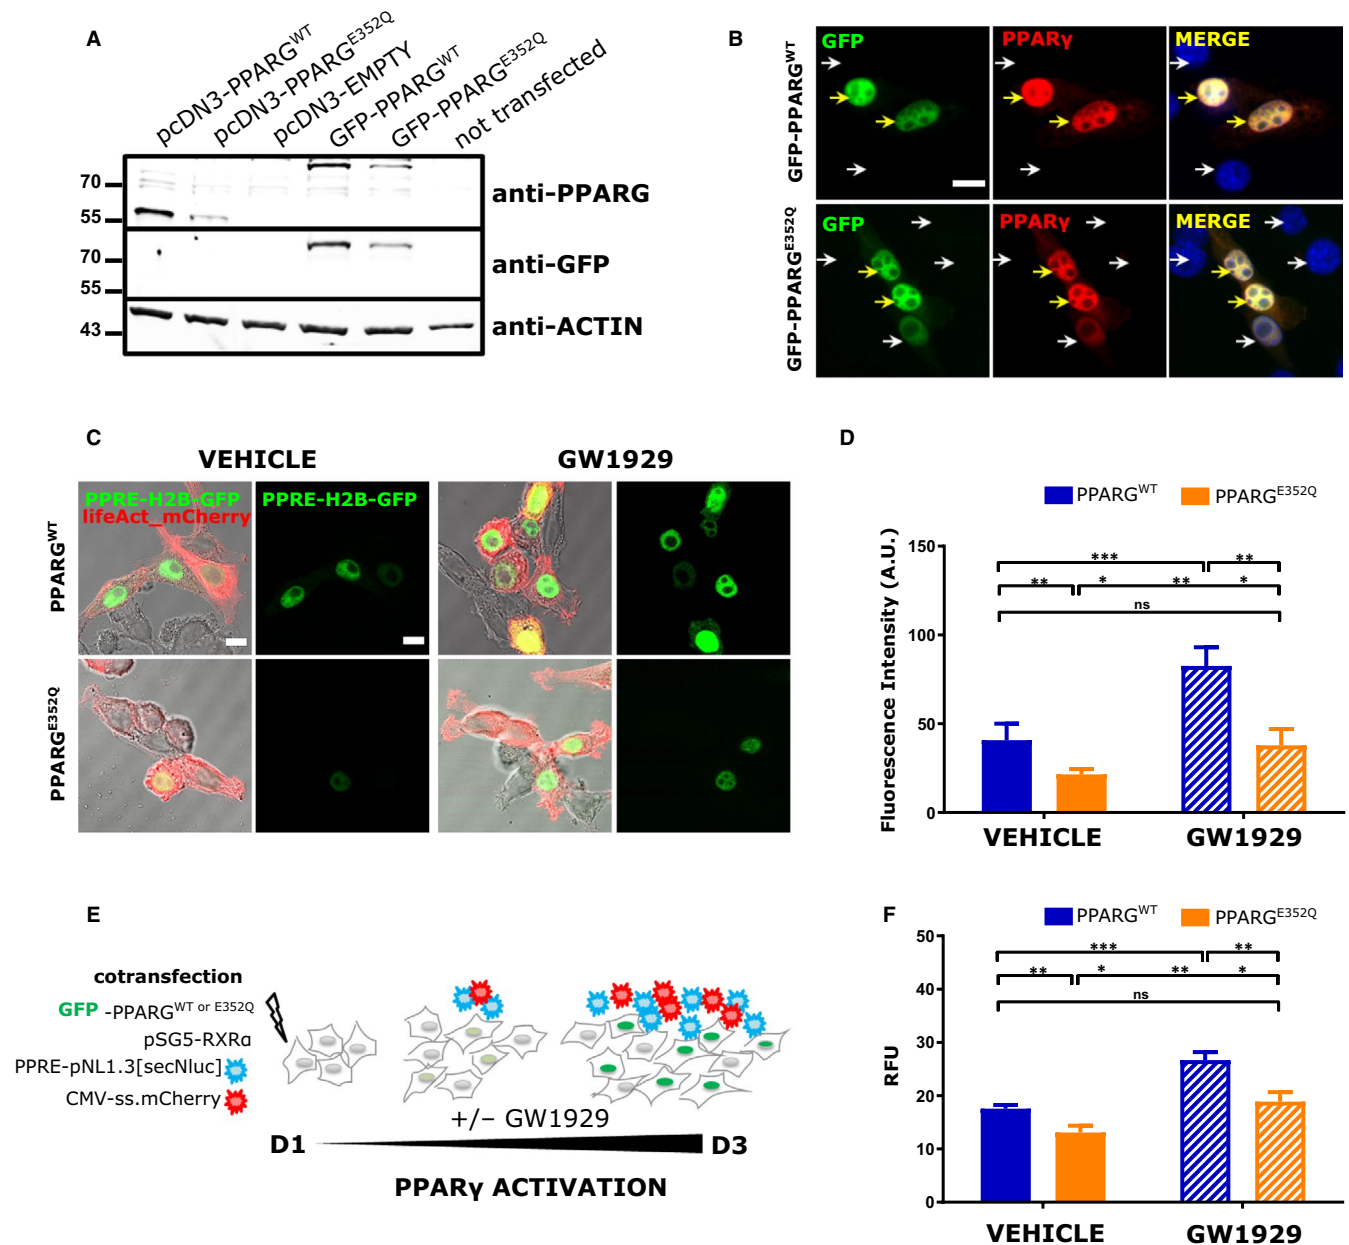 A
pcDN3-PPARG^WT
pcDN3-PPARG^E352Q
pcDN3-EMPTY
GFP-PPARG^WT
GFP-PPARG^E352Q
not transfected
70
55
anti-PPARG
70
55
anti-GFP
43
anti-ACTIN
B
GFP-PPARG^WT
GFP
PPARγ
MERGE
GFP-PPARG^E352Q
GFP
PPARγ
MERGE
C
VEHICLE
GW1929
PPARG^WT
PPRE-H2B-GFP
lifeAct_mCherry
PPRE-H2B-GFP
PPARG^E352Q
D
PPARG^WT
PPARG^E352Q
Fluorescence Intensity (A.U.)
150
100
50
0
***
**
**
*
**
*
ns
VEHICLE
GW1929
E
cotransfection
GFP -PPARG^WT or E352Q
pSG5-RXRα
PPRE-pNL1.3[secNluc]
CMV-ss.mCherry
+/− GW1929
D1
D3
PPARγ ACTIVATION
F
PPARG^WT
PPARG^E352Q
RFU
50
40
30
20
10
0
***
**
**
*
**
*
ns
VEHICLE
GW1929